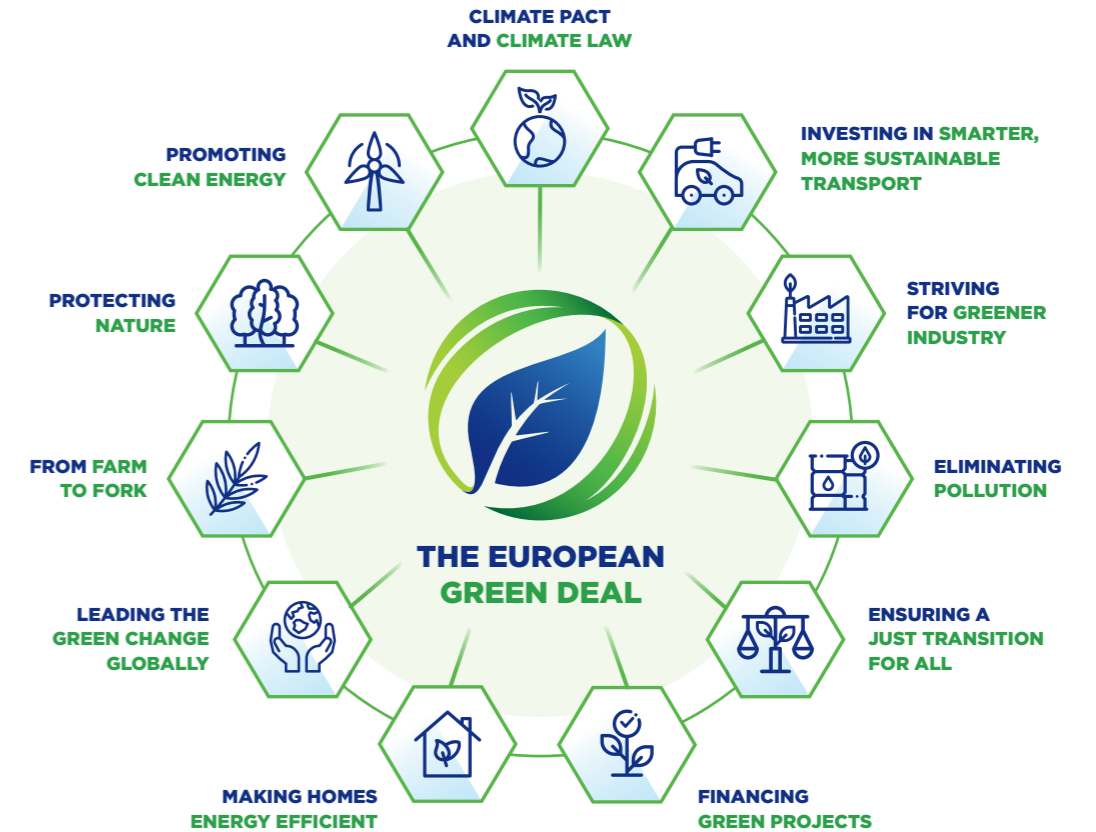 CLIMATE PACT
AND CLIMATE LAW
INVESTING IN SMARTER,
MORE SUSTAINABLE
TRANSPORT
STRIVING
FOR GREENER
INDUSTRY
ELIMINATING
POLLUTION
ENSURING A
JUST TRANSITION
FOR ALL
FINANCING
GREEN PROJECTS
MAKING HOMES
ENERGY EFFICIENT
LEADING THE
GREEN CHANGE
GLOBALLY
FROM FARM
TO FORK
PROTECTING
NATURE
PROMOTING
CLEAN ENERGY
THE EUROPEAN
GREEN DEAL